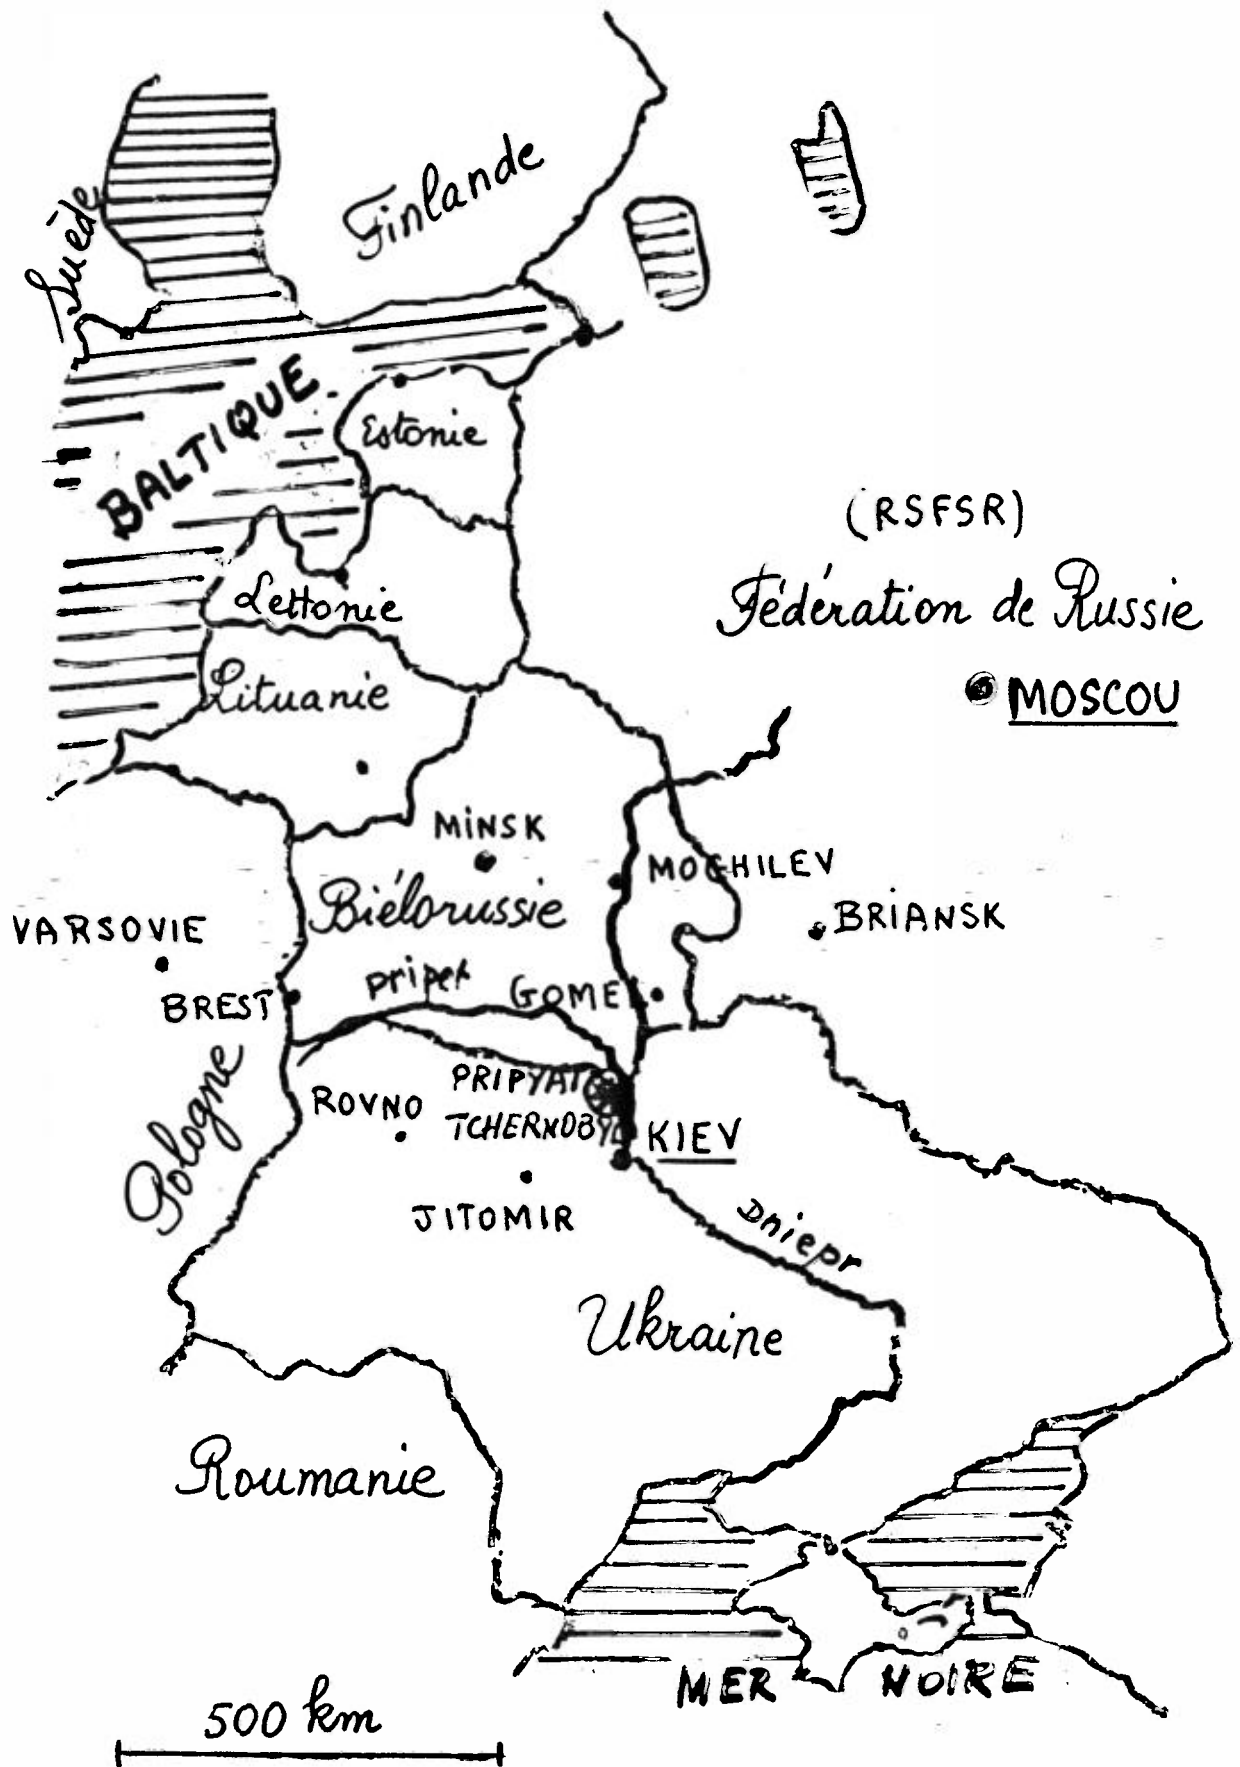 Suède
Finlande
BALTIQUE
Estonie
(RSFSR)
Fédération de Russie
Lettonie
MOSCOU
Lituanie
MINSK
MOGHILEV
Biélorussie
BRIANSK
VARSOVIE
pripet
GOMEL
BREST
Pologne
PRIPYAT
ROVNO
TCHERNOBYL
KIEV
JITOMIR
Dniepr
Ukraine
Roumanie
MER NOIRE
500 km